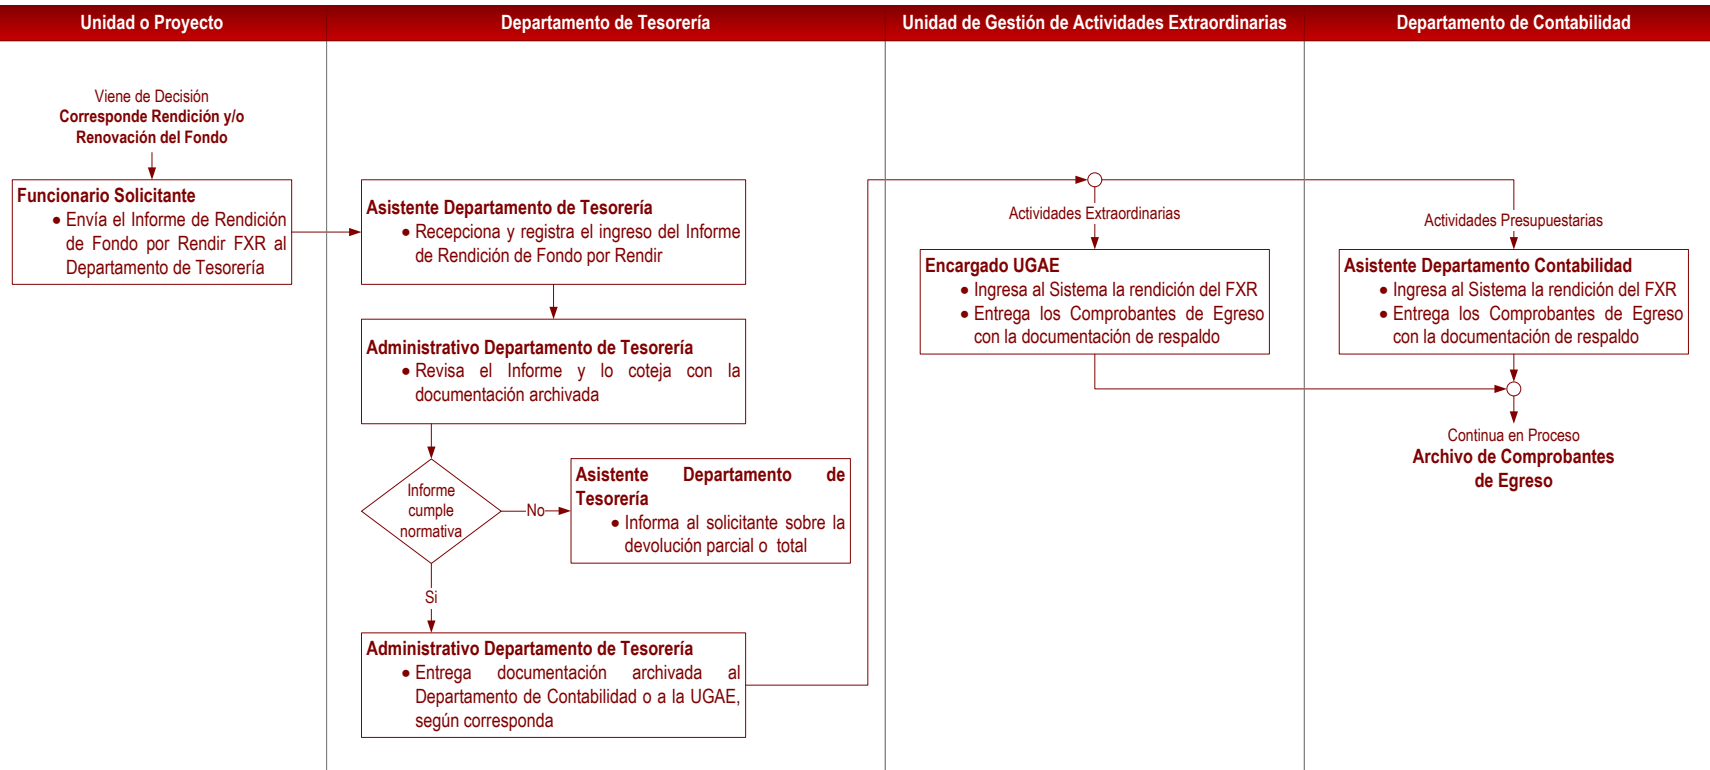 Unidad o Proyecto
Departamento de Tesorería
Unidad de Gestión de Actividades Extraordinarias
Departamento de Contabilidad
Viene de Decisión
Corresponde Rendición y/o
Renovación del Fondo
Funcionario Solicitante
• Envía el Informe de Rendición
de Fondo por Rendir FXR al
Departamento de Tesorería
Asistente Departamento de Tesorería
• Recepciona y registra el ingreso del Informe
de Rendición de Fondo por Rendir
Administrativo Departamento de Tesorería
• Revisa el Informe y lo coteja con la
documentación archivada
Informe
cumple
normativa
No
Asistente Departamento de
Tesorería
• Informa al solicitante sobre la
devolución parcial o total
Si
Administrativo Departamento de Tesorería
• Entrega documentación archivada al
Departamento de Contabilidad o a la UGAE,
según corresponda
Actividades Extraordinarias
Encargado UGAE
• Ingresa al Sistema la rendición del FXR
• Entrega los Comprobantes de Egreso
con la documentación de respaldo
Actividades Presupuestarias
Asistente Departamento Contabilidad
• Ingresa al Sistema la rendición del FXR
• Entrega los Comprobantes de Egreso
con la documentación de respaldo
Continua en Proceso
Archivo de Comprobantes
de Egreso